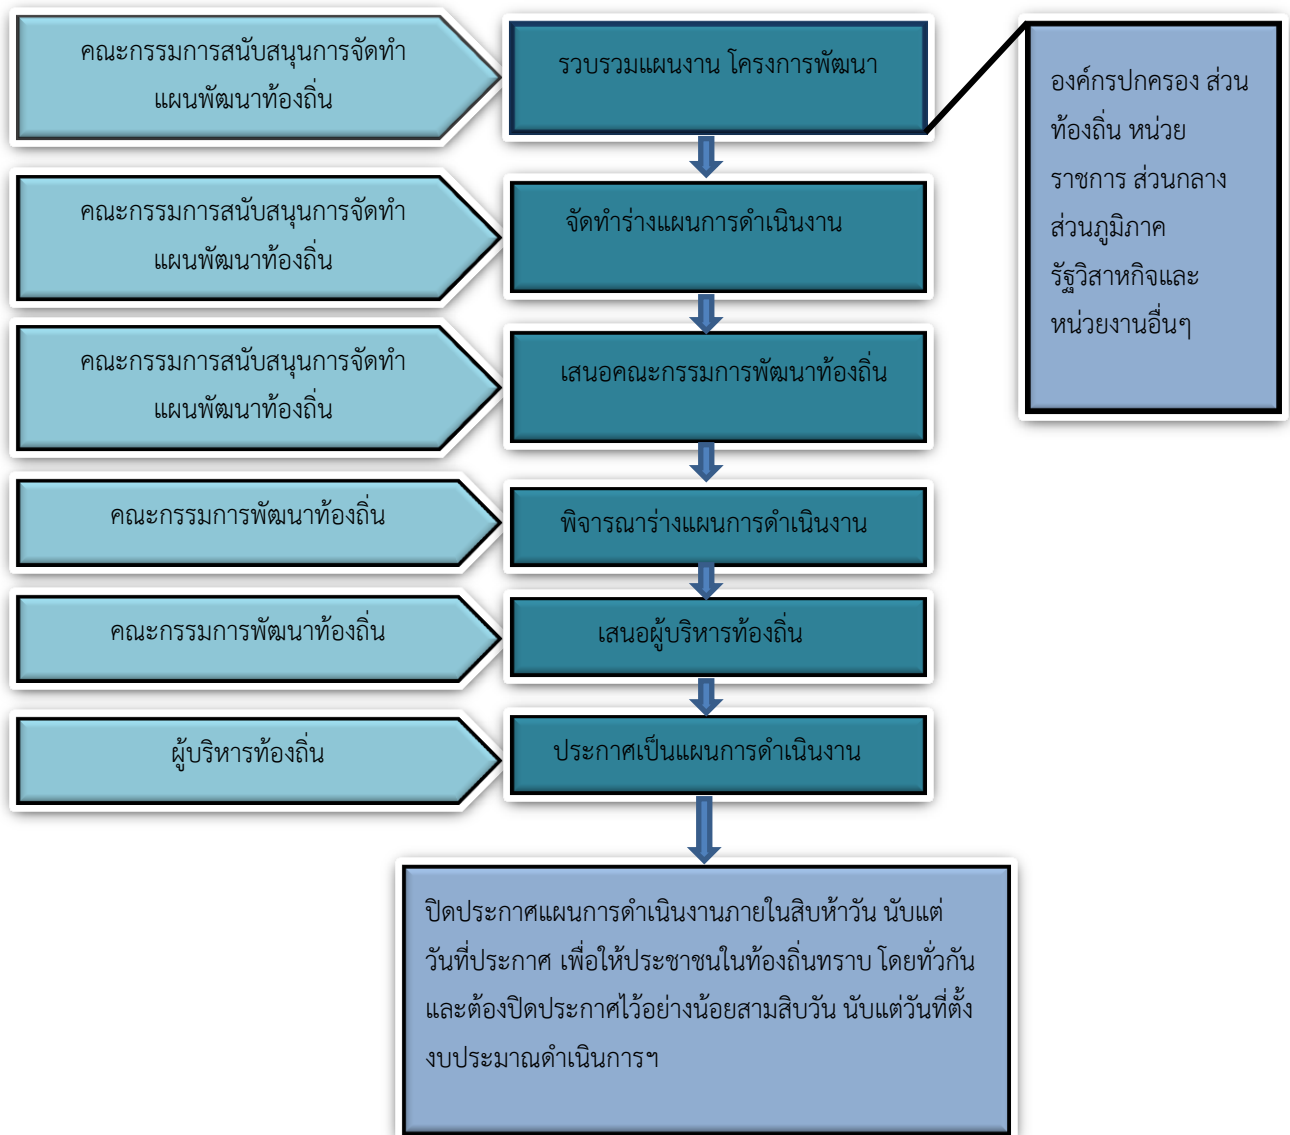 คณะกรรมการสนับสนุนการจัดทำ
แผนพัฒนาท้องถิ่น
รวบรวมแผนงาน โครงการพัฒนา
องค์กรปกครอง ส่วน
ท้องถิ่น หน่วย
ราชการ ส่วนกลาง
ส่วนภูมิภาค
รัฐวิสาหกิจและ
หน่วยงานอื่นๆ
คณะกรรมการสนับสนุนการจัดทำ
แผนพัฒนาท้องถิ่น
จัดทำร่างแผนการดำเนินงาน
คณะกรรมการสนับสนุนการจัดทำ
แผนพัฒนาท้องถิ่น
เสนอคณะกรรมการพัฒนาท้องถิ่น
คณะกรรมการพัฒนาท้องถิ่น
พิจารณาร่างแผนการดำเนินงาน
คณะกรรมการพัฒนาท้องถิ่น
เสนอผู้บริหารท้องถิ่น
ผู้บริหารท้องถิ่น
ประกาศเป็นแผนการดำเนินงาน
ปิดประกาศแผนการดำเนินงานภายในสิบห้าวัน นับแต่
วันที่ประกาศ เพื่อให้ประชาชนในท้องถิ่นทราบ โดยทั่วกัน
และต้องปิดประกาศไว้อย่างน้อยสามสิบวัน นับแต่วันที่ตั้ง
งบประมาณดำเนินการฯ